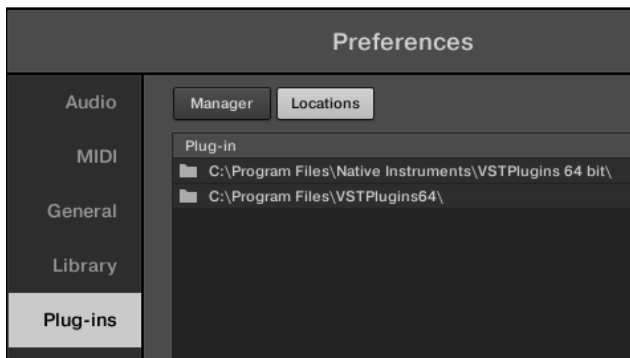 Preferences
Audio
MIDI
General
Library
Plug-ins
Manager Locations
Plug-in
C:\Program Files\Native Instruments\VSTPlugins 64 bit\
C:\Program Files\VSTPlugins64\